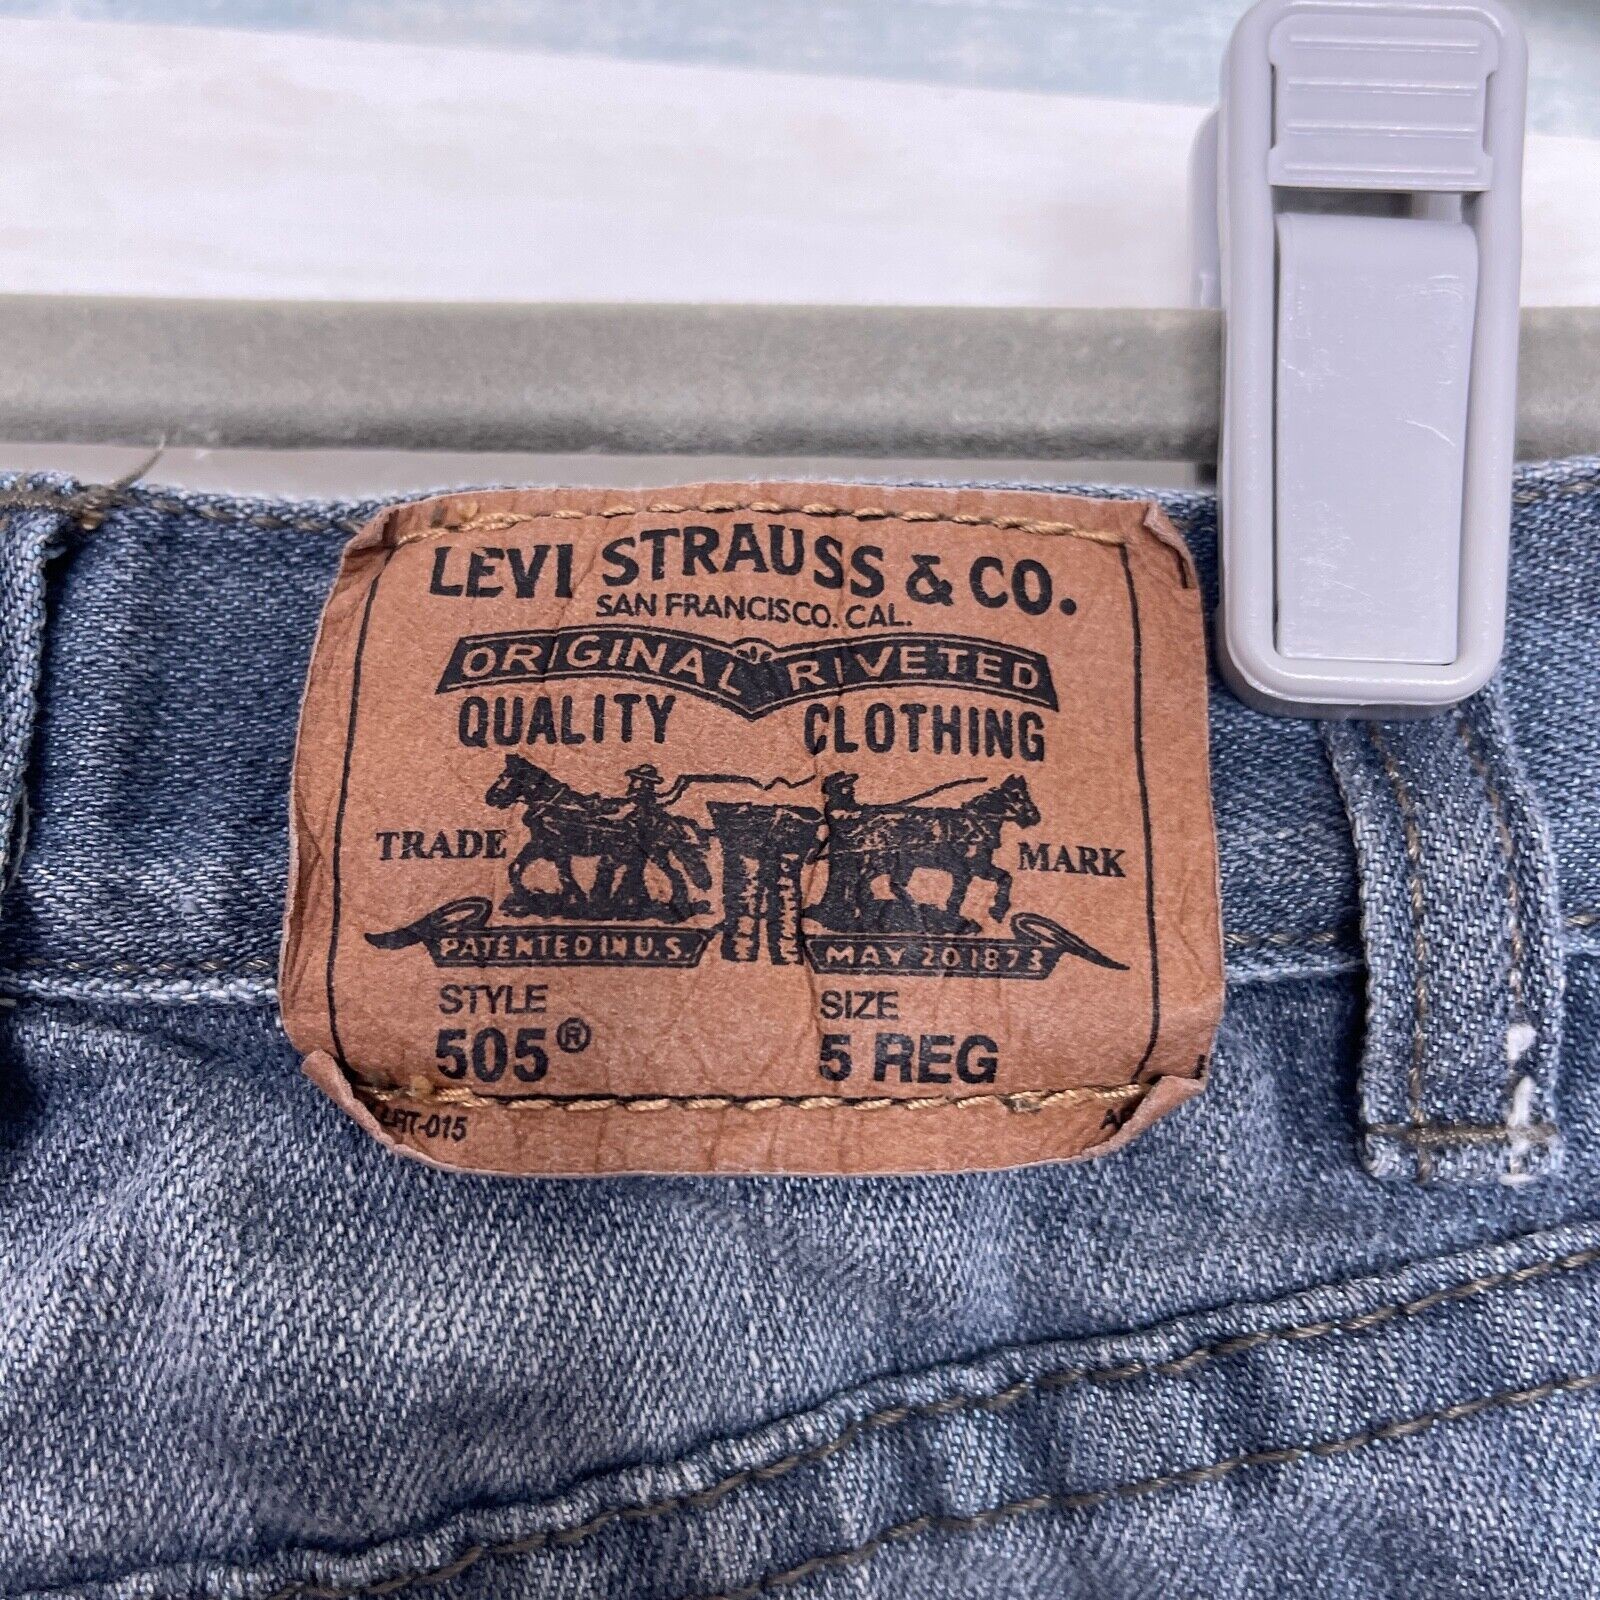 LEVI STRAUSS & CO.
SAN FRANCISCO. CAL.
ORIGINAL RIVETED
QUALITY CLOTHING
TRADE MARK
PATENTED IN U.S. MAY 20 1873
STYLE SIZE
505® 5 REG